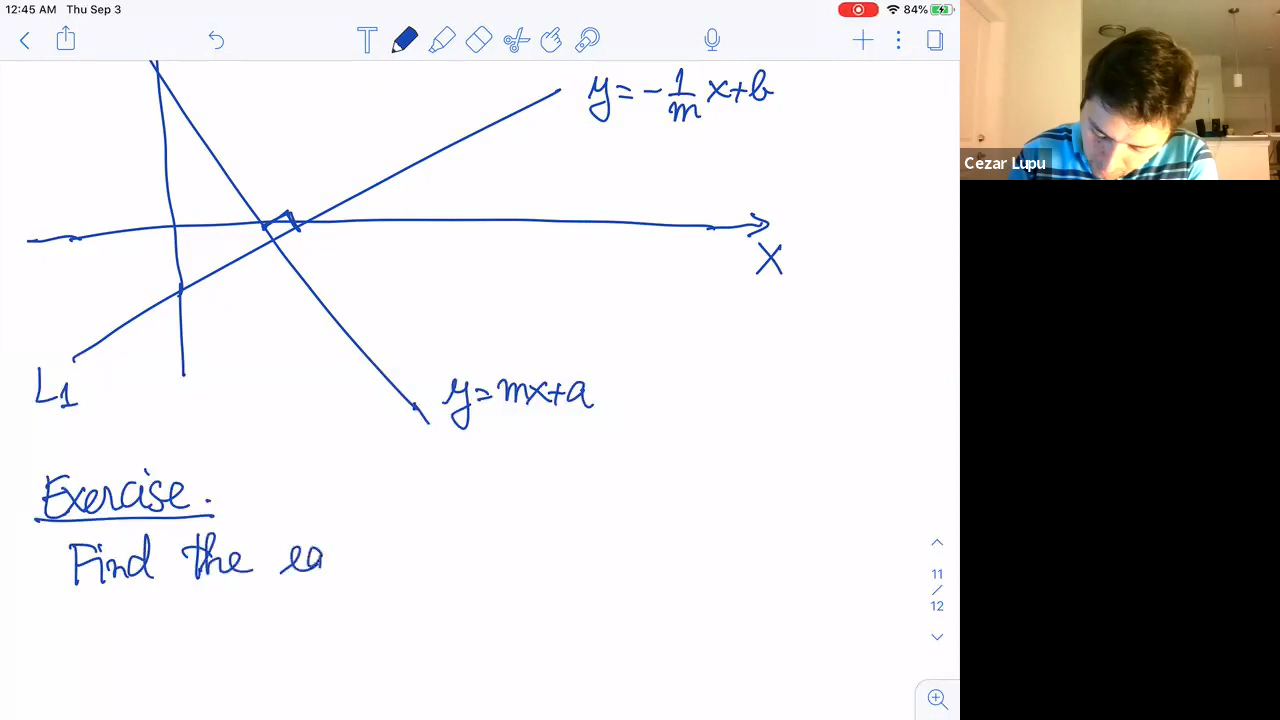 12:45 AM Thu Sep 3
84%
y = -1/m x+b
Cezar Lupu
X
L1
y=mx+a
Exercise.
Find the eq
11
/
12